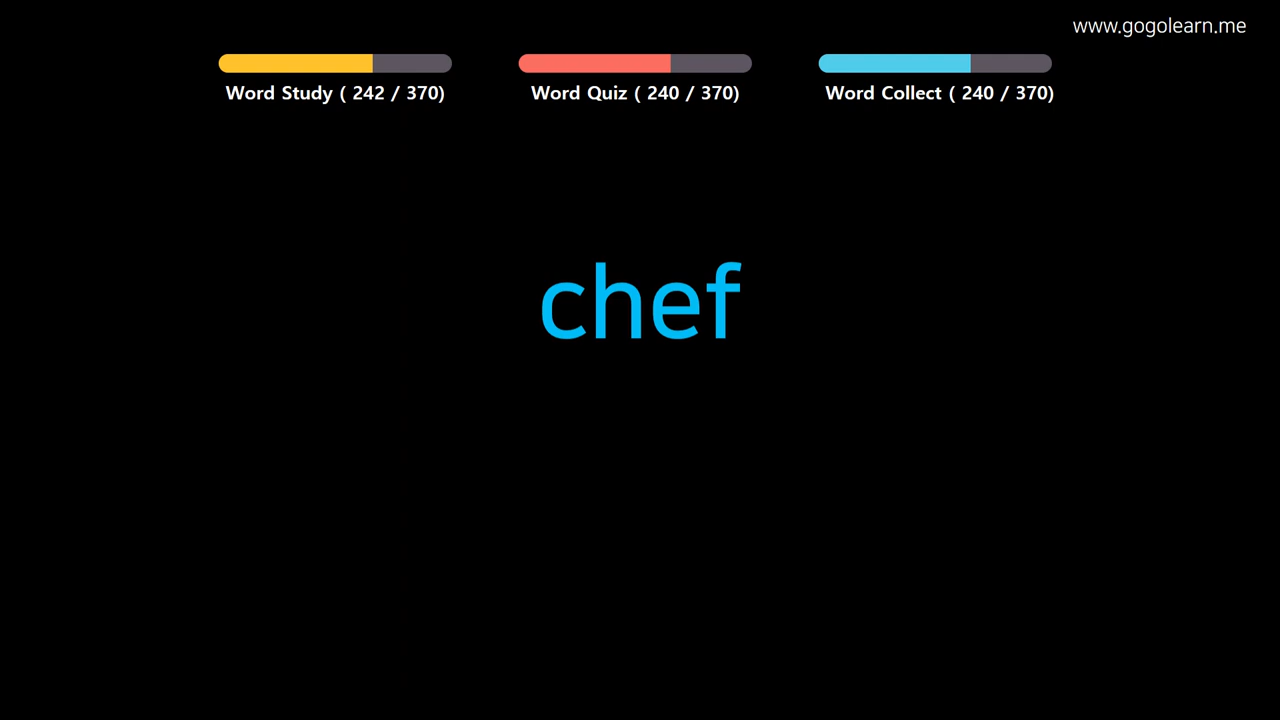 www.gogolearn.me
Word Study ( 242 / 370)
Word Quiz ( 240 / 370)
Word Collect ( 240 / 370)
chef